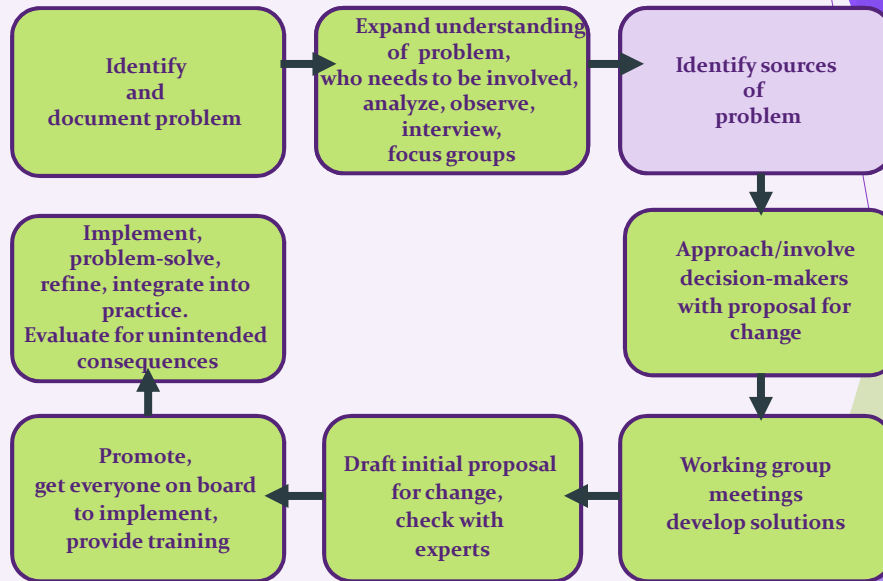 Identify
and
document problem
Expand understanding
of problem,
who needs to be involved,
analyze, observe,
interview,
focus groups
Identify sources
of
problem
Approach/involve
decision-makers
with proposal for
change
Working group
meetings
develop solutions
Draft initial proposal
for change,
check with
experts
Promote,
get everyone on board
to implement,
provide training
Implement,
problem-solve,
refine, integrate into
practice.
Evaluate for unintended
consequences